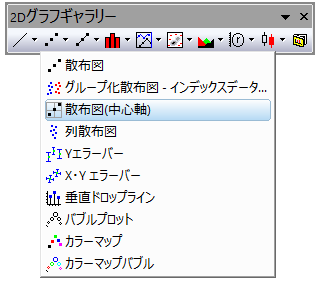 2Dグラフギャラリー
散布図
グループ化散布図 - インデックスデータ...
散布図(中心軸)
列散布図
Yエラーバー
X・Y エラーバー
垂直ドロップライン
バブルプロット
カラーマップ
カラーマップバブル